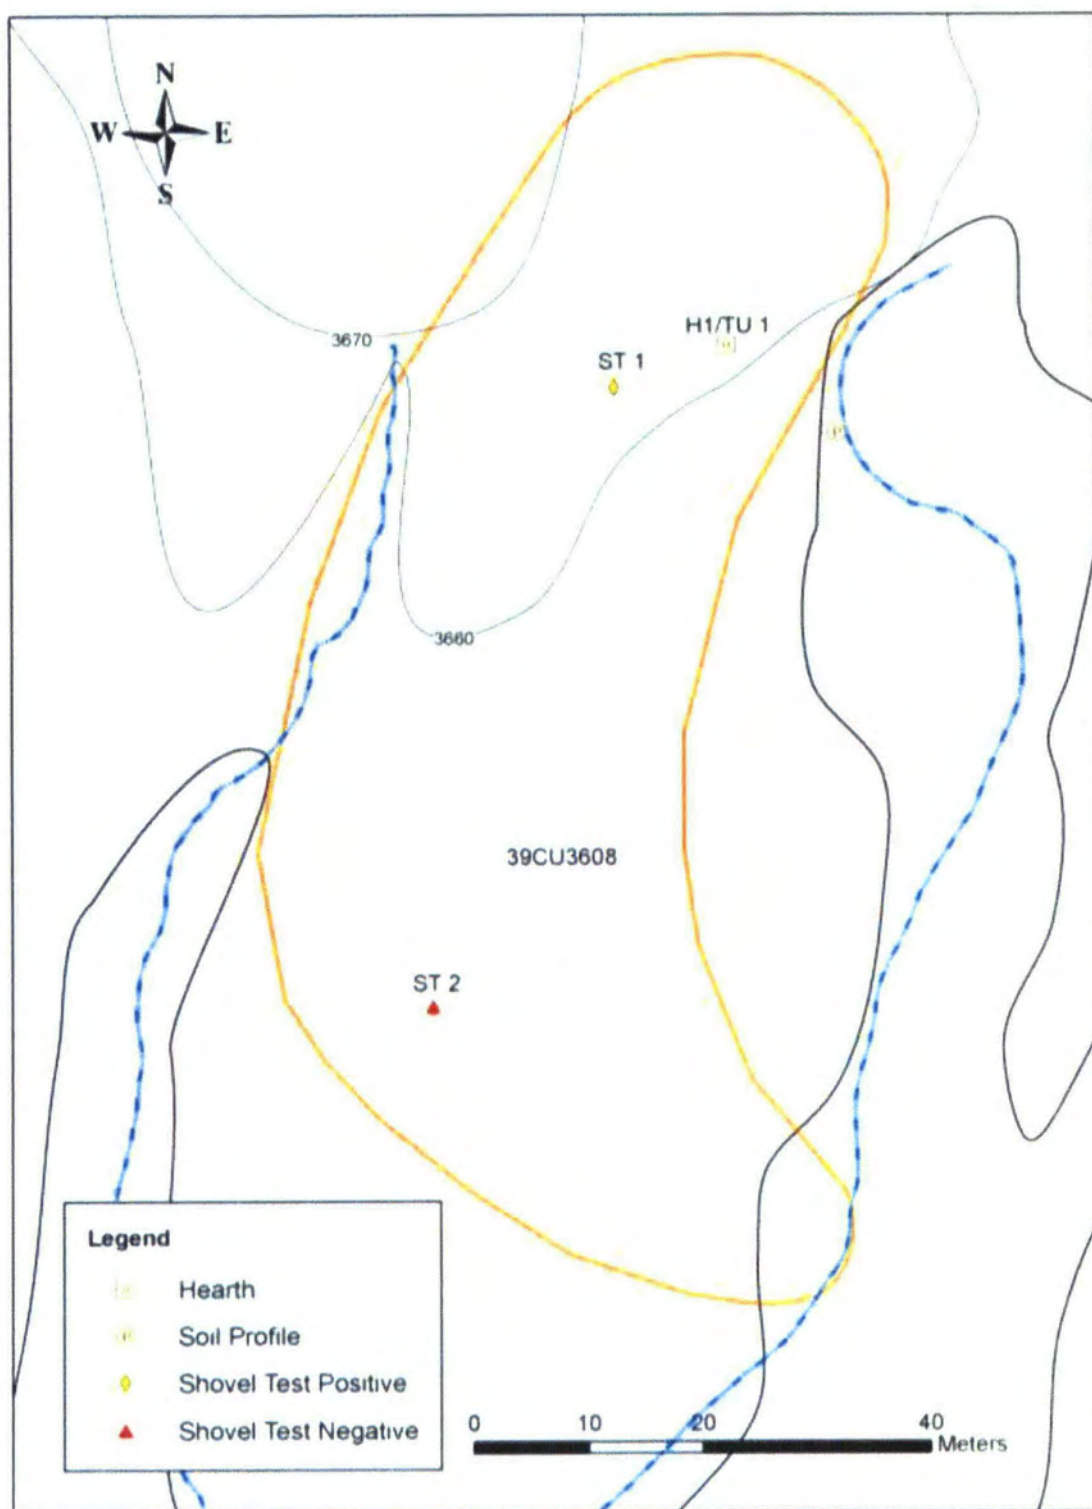 N
W E
S
3670
H1/TU 1
ST 1
3660
39CU3608
ST 2
Legend
Hearth
Soil Profile
Shovel Test Positive
Shovel Test Negative
0 10 20 40
Meters